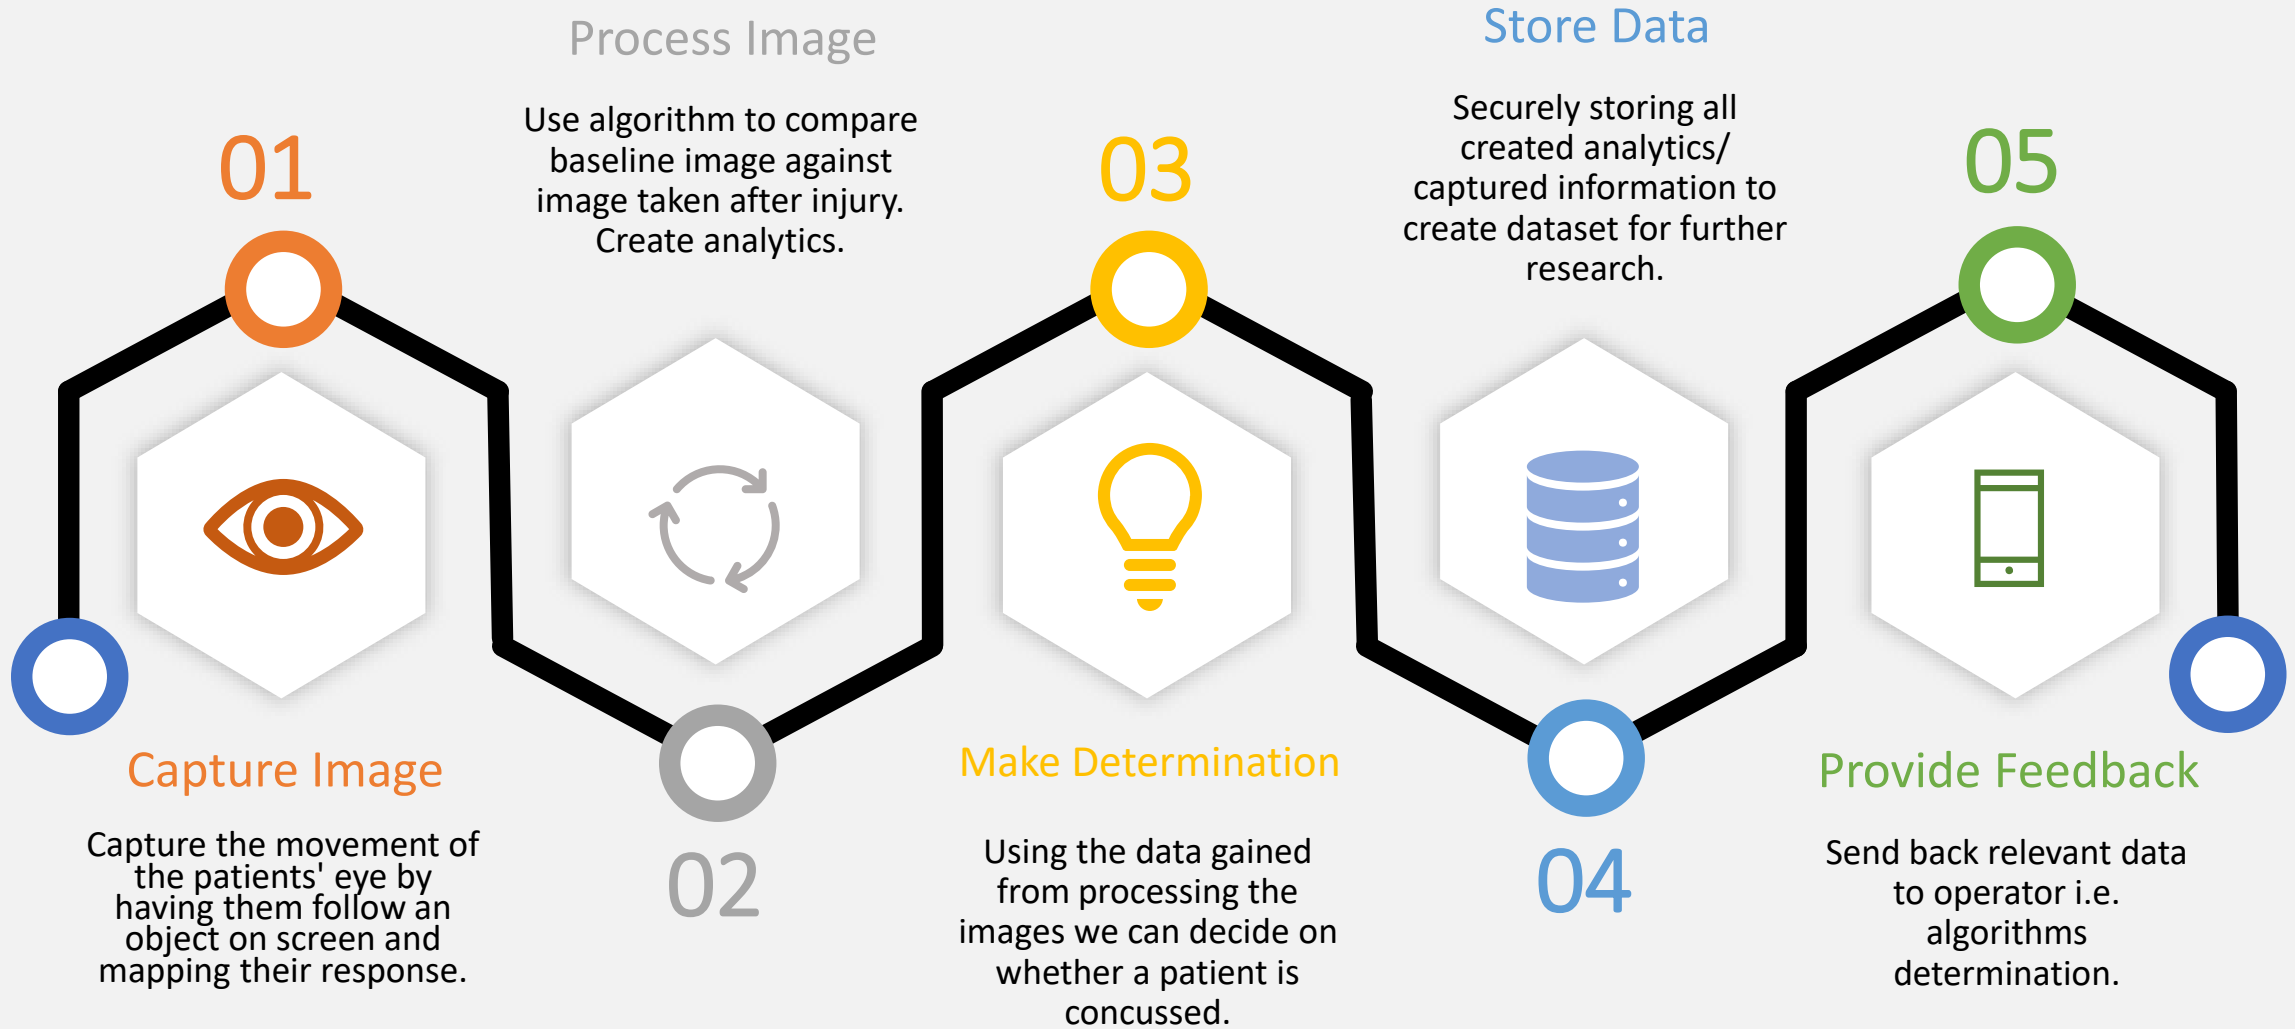 01
Capture Image
Capture the movement of
the patients' eye by
having them follow an
object on screen and
mapping their response.
Process Image
Use algorithm to compare
baseline image against
image taken after injury.
Create analytics.
02
03
Make Determination
Using the data gained
from processing the
images we can decide on
whether a patient is
concussed.
Store Data
Securely storing all
created analytics/
captured information to
create dataset for further
research.
04
05
Provide Feedback
Send back relevant data
to operator i.e.
algorithms
determination.